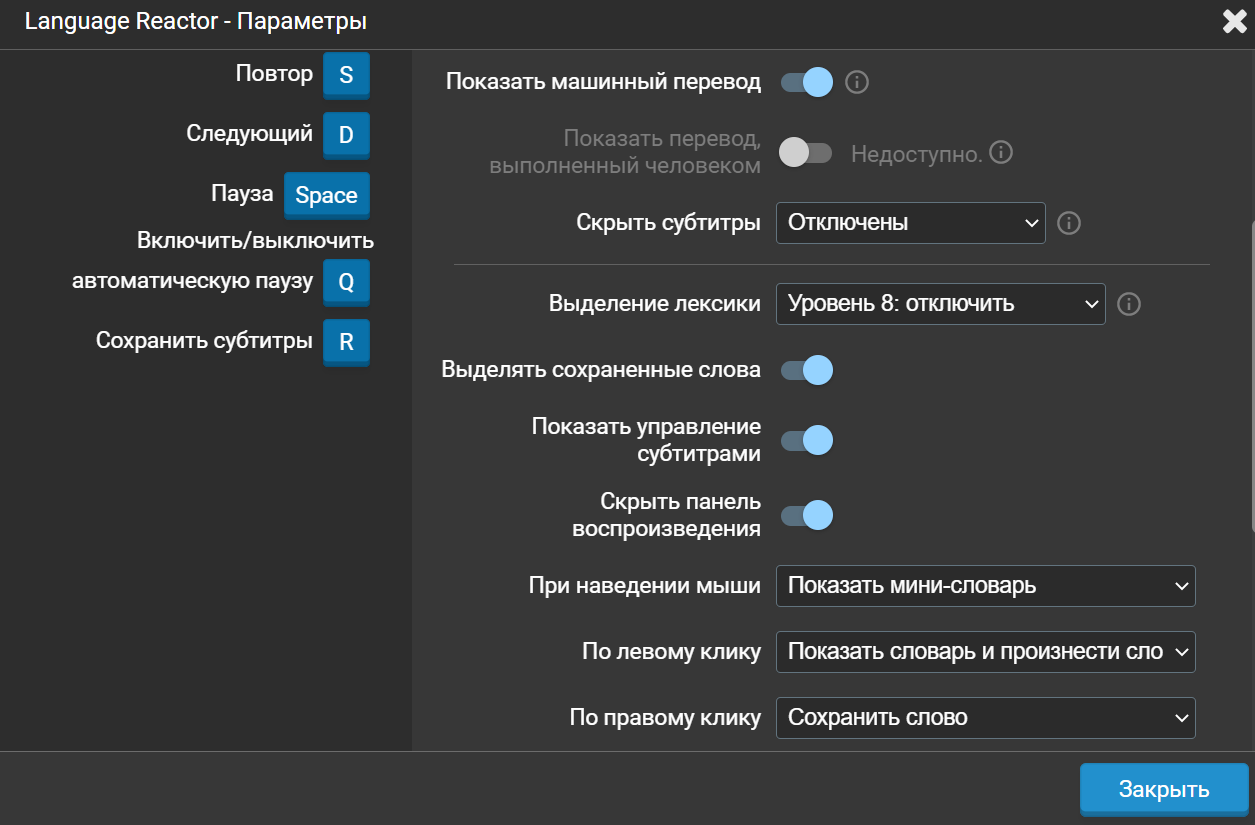 Language Reactor - Параметры
Повтор S
Следующий D
Пауза Space
Включить/выключить
автоматическую паузу Q
Сохранить субтитры R
Показать машинный перевод
Показать перевод,
выполненный человеком
Недоступно.
Скрыть субтитры Отключены
Выделение лексики Уровень 8: отключить
Выделять сохраненные слова
Показать управление
субтитрами
Скрыть панель
воспроизведения
При наведении мыши Показать мини-словарь
По левому клику Показать словарь и произнести сло
По правому клику Сохранить слово
Закрыть